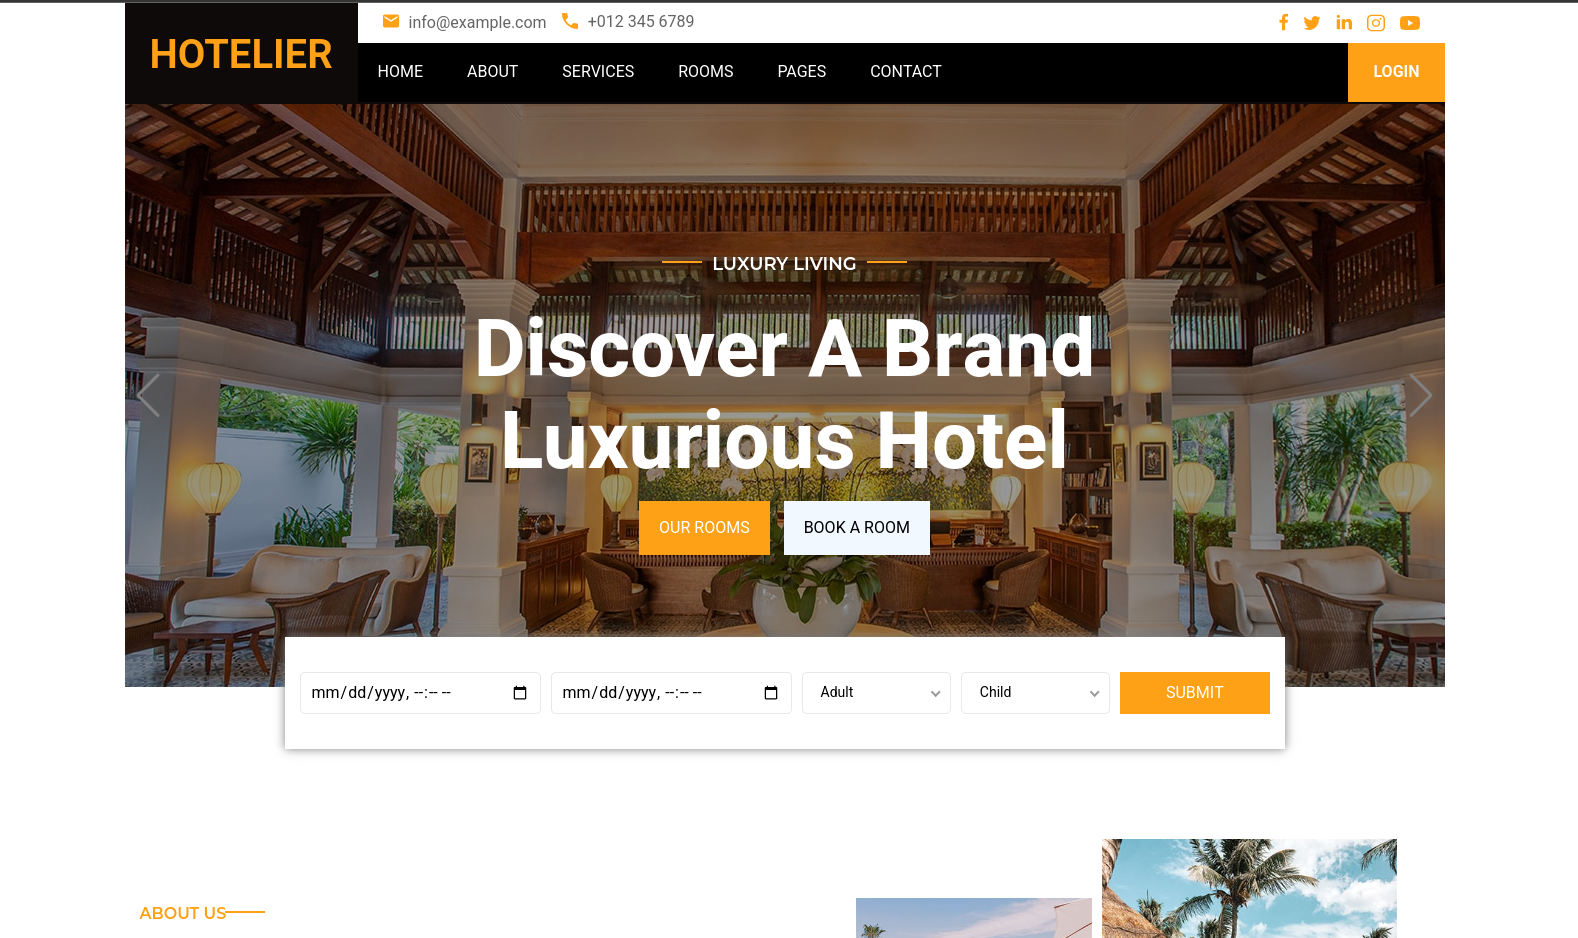 HOTELIER
info@example.com +012 345 6789
HOME ABOUT SERVICES ROOMS PAGES CONTACT LOGIN
LUXURY LIVING
Discover A Brand
Luxurious Hotel
OUR ROOMS BOOK A ROOM
mm/dd/yyyy, --:-- -- mm/dd/yyyy, --:-- -- Adult Child SUBMIT
ABOUT US